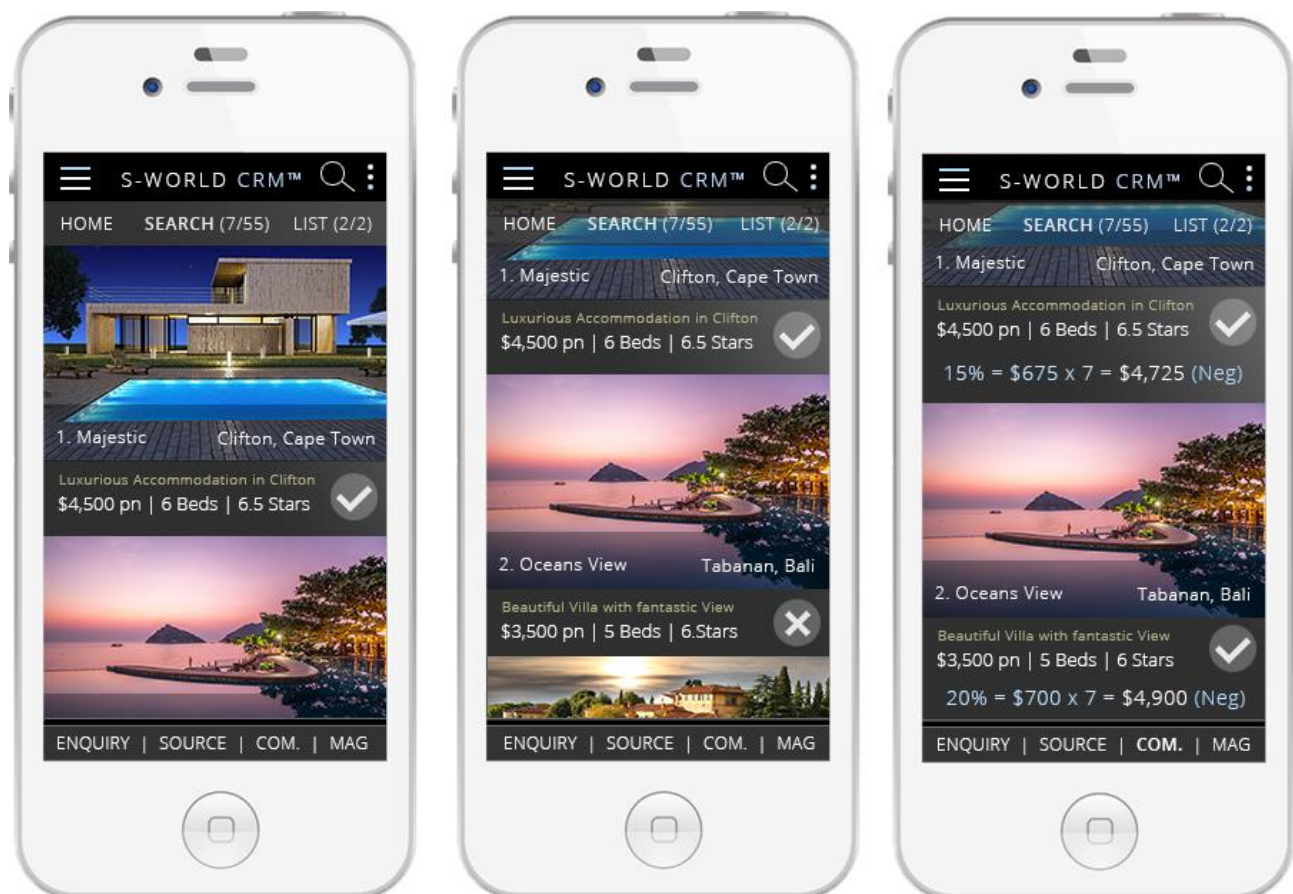 S-WORLD CRM™
HOME SEARCH (7/55) LIST (2/2)
1. Majestic Clifton, Cape Town
Luxurious Accommodation in Clifton
$4,500 pn | 6 Beds | 6.5 Stars
ENQUIRY | SOURCE | COM. | MAG
S-WORLD CRM™
HOME SEARCH (7/55) LIST (2/2)
1. Majestic Clifton, Cape Town
Luxurious Accommodation in Clifton
$4,500 pn | 6 Beds | 6.5 Stars
2. Oceans View Tabanan, Bali
Beautiful Villa with fantastic View
$3,500 pn | 5 Beds | 6.Stars
ENQUIRY | SOURCE | COM. | MAG
S-WORLD CRM™
HOME SEARCH (7/55) LIST (2/2)
1. Majestic Clifton, Cape Town
Luxurious Accommodation in Clifton
$4,500 pn | 6 Beds | 6.5 Stars
15% = $675 x 7 = $4,725 (Neg)
2. Oceans View Tabanan, Bali
Beautiful Villa with fantastic View
$3,500 pn | 5 Beds | 6 Stars
20% = $700 x 7 = $4,900 (Neg)
ENQUIRY | SOURCE | COM. | MAG